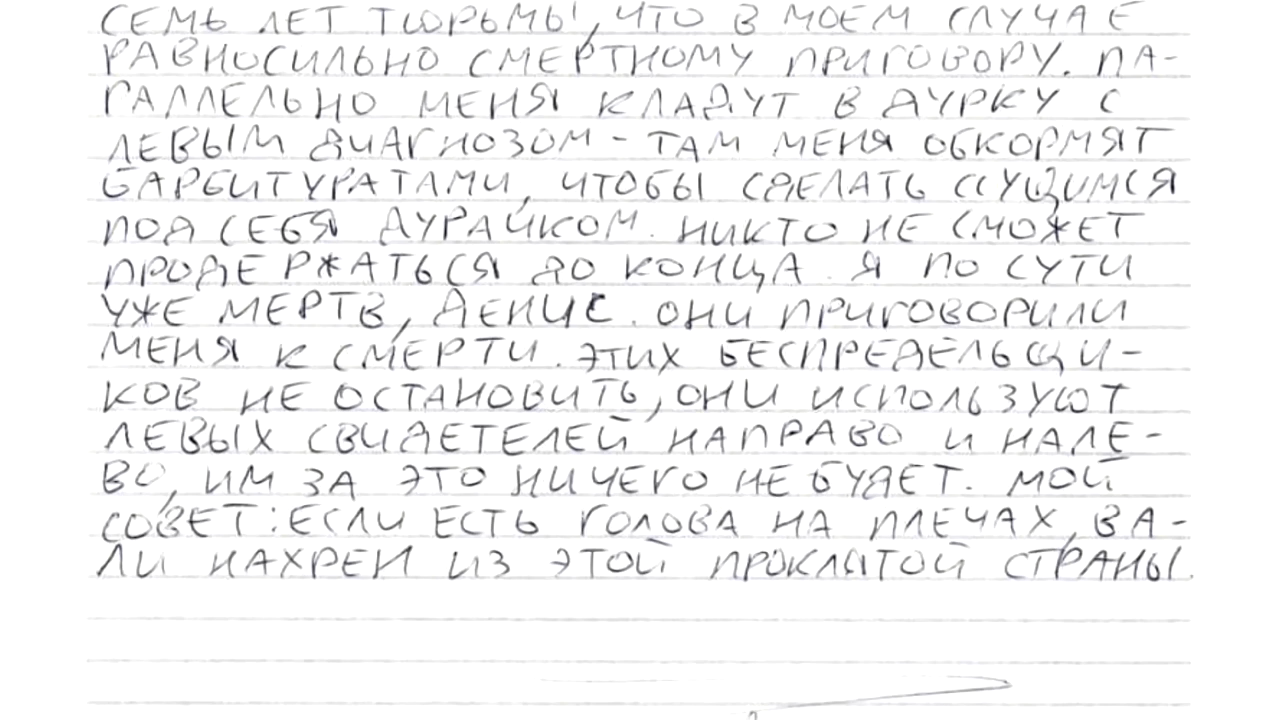 СЕМЬ ЛЕТ ТЮРЬМЫ, ЧТО В МОЕМ СЛУЧАЕ
РАВНОСИЛЬНО СМЕРТНОМУ ПРИГОВОРУ. ПА-
РАЛЛЕЛЬНО МЕНЯ КЛАДУТ В ДУРКУ С
ЛЕВЫМ ДИАГНОЗОМ - ТАМ МЕНЯ ОБКОРМЯТ
БАРБИТУРАТАМИ, ЧТОБЫ СДЕЛАТЬ ССУЩИМСЯ
ПОД СЕБЯ ДУРАЧКОМ. НИКТО НЕ СМОЖЕТ
ПРОДЕРЖАТЬСЯ ДО КОНЦА. Я ПО СУТИ
УЖЕ МЕРТВ, ДЕНИС. ОНИ ПРИГОВОРИЛИ
МЕНЯ К СМЕРТИ. ЭТИХ БЕСПРЕДЕЛЬЩИ-
КОВ НЕ ОСТАНОВИТЬ, ОНИ ИСПОЛЬЗУЮТ
ЛЕВЫХ СВИДЕТЕЛЕЙ НАПРАВО И НАЛЕ-
ВО, ИМ ЗА ЭТО НИЧЕГО НЕ БУДЕТ. МОЙ
СОВЕТ: ЕСЛИ ЕСТЬ ГОЛОВА НА ПЛЕЧАХ, ВА-
ЛИ НАХРЕН ИЗ ЭТОЙ ПРОКЛЯТОЙ СТРАНЫ.